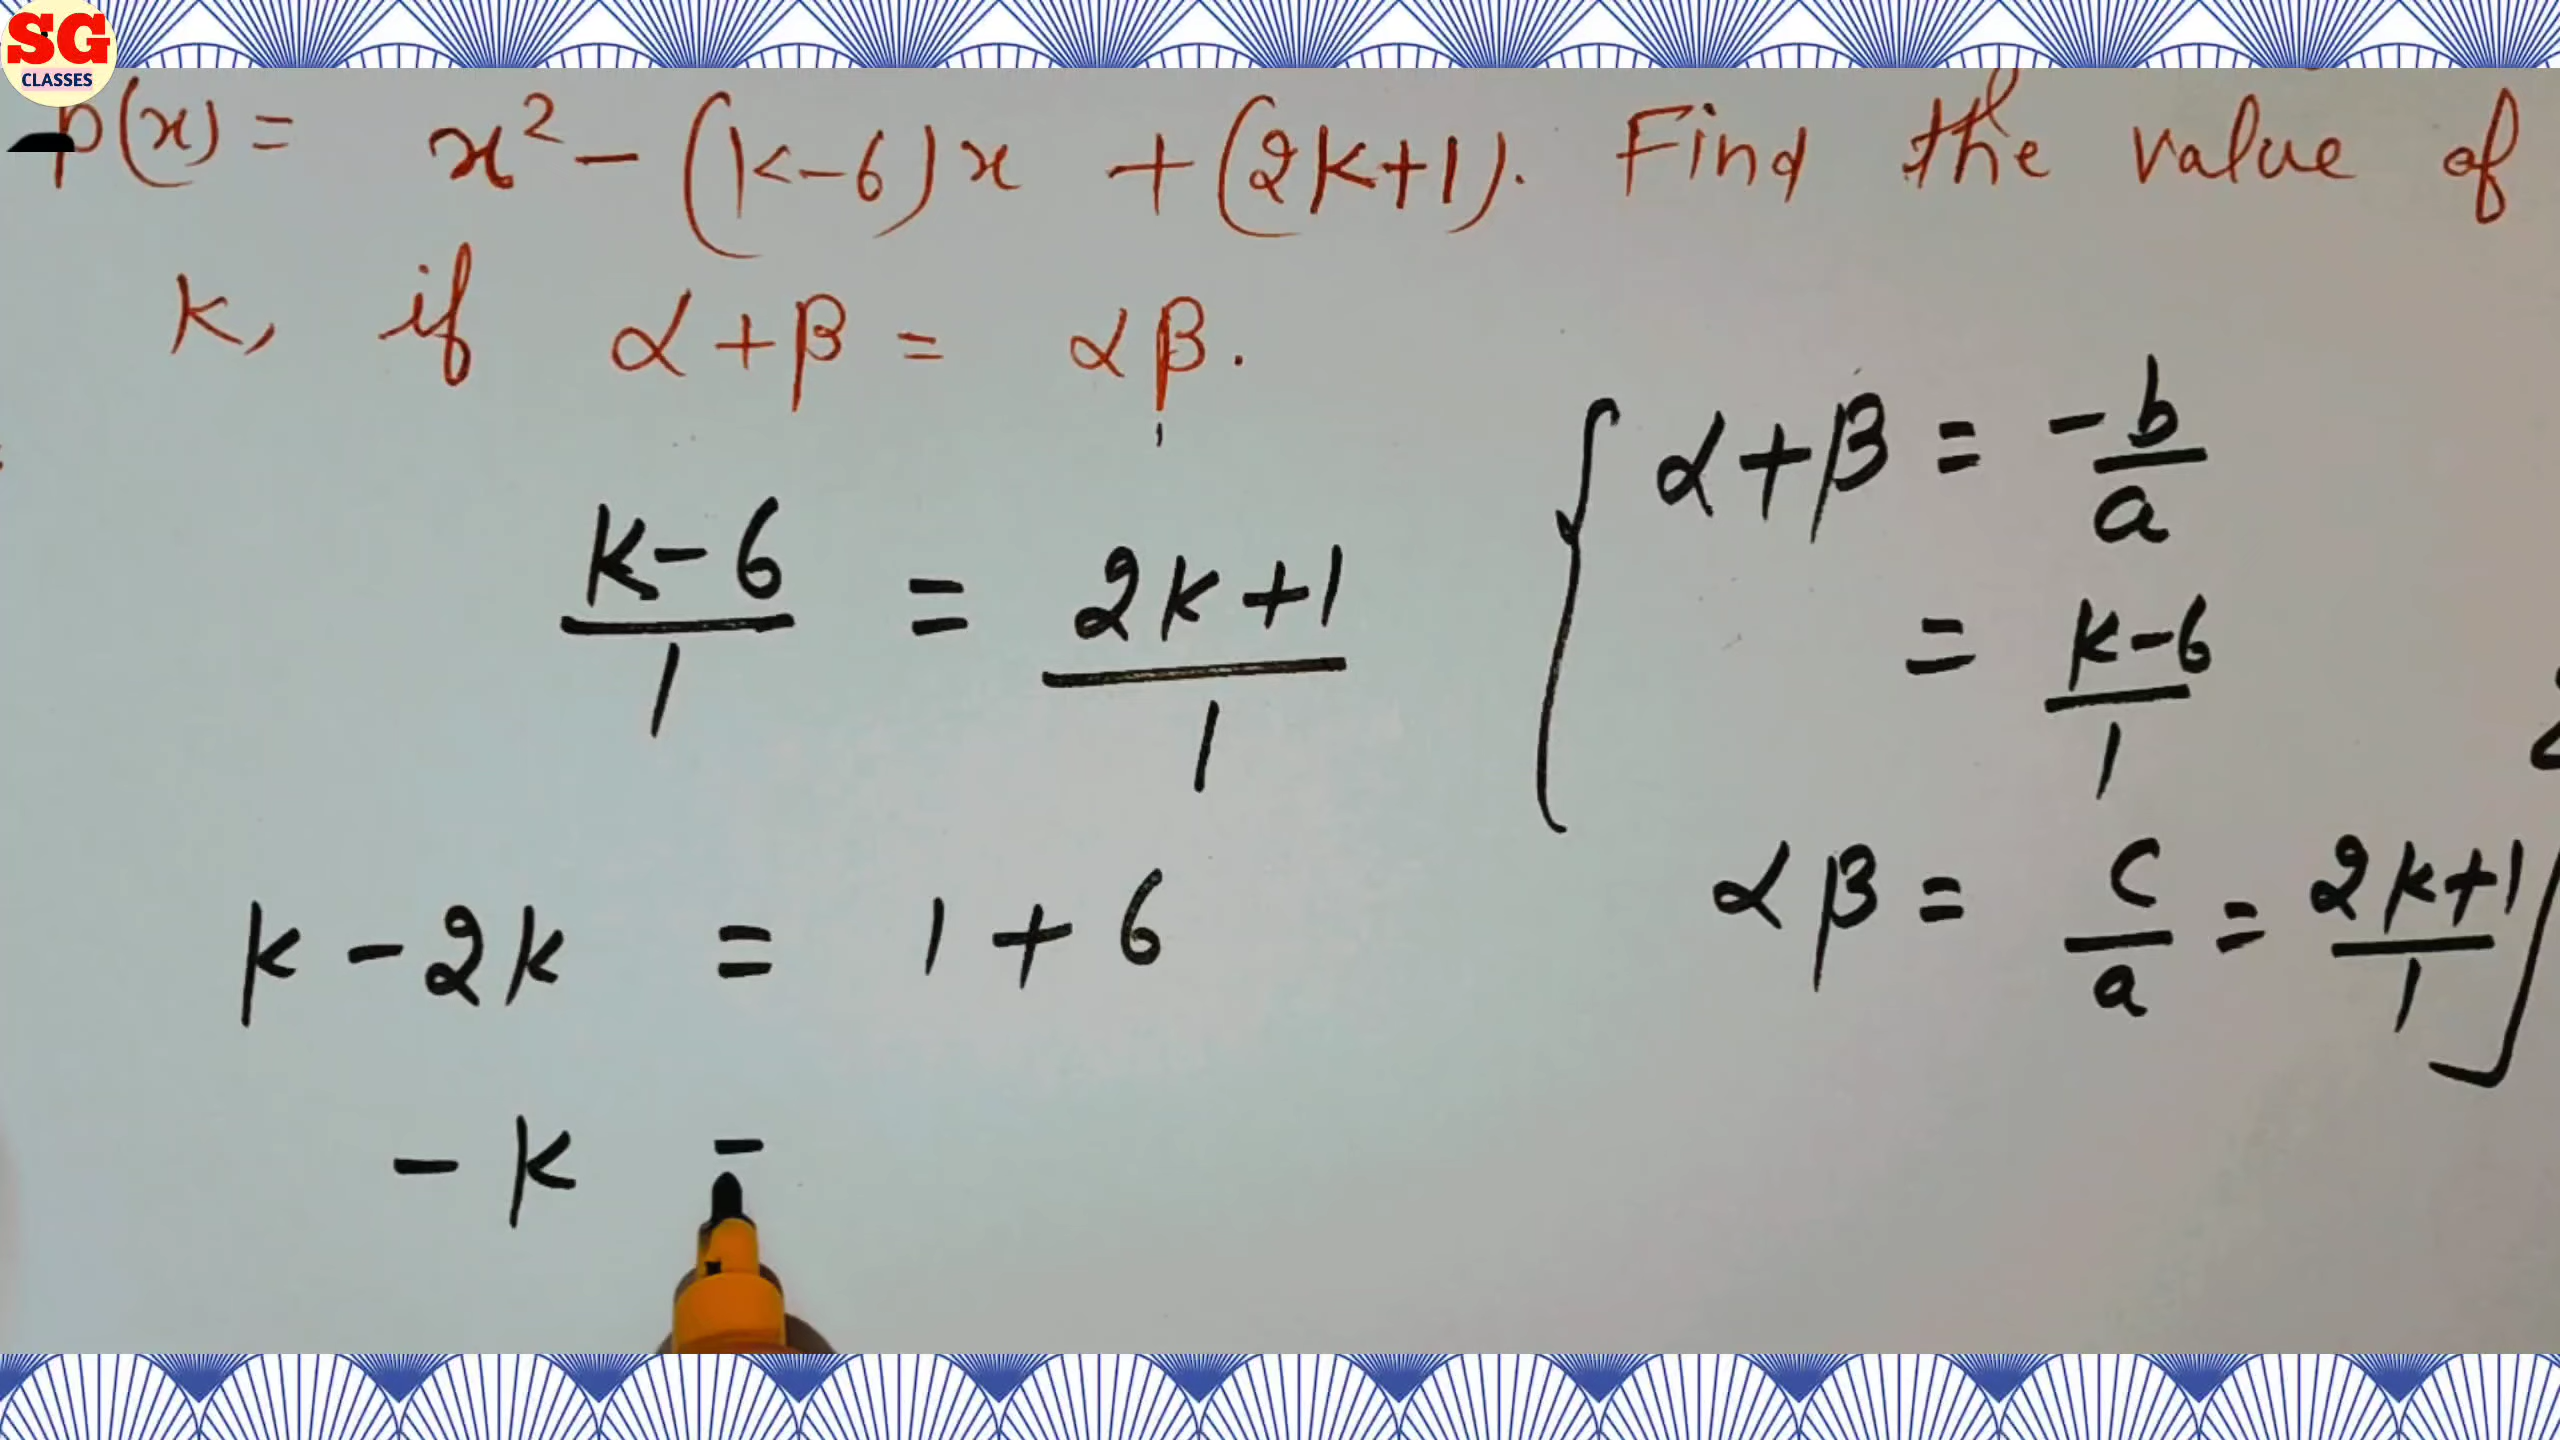 SG
CLASSES
p(x) = x² - (k-6)x + (2k+1). Find the value of
k, if α+β = αβ.
k-6/1 = 2k+1/1
k - 2k = 1 + 6
- k =
α+β = -b/a
= k-6/1
αβ = c/a = 2k+1/1